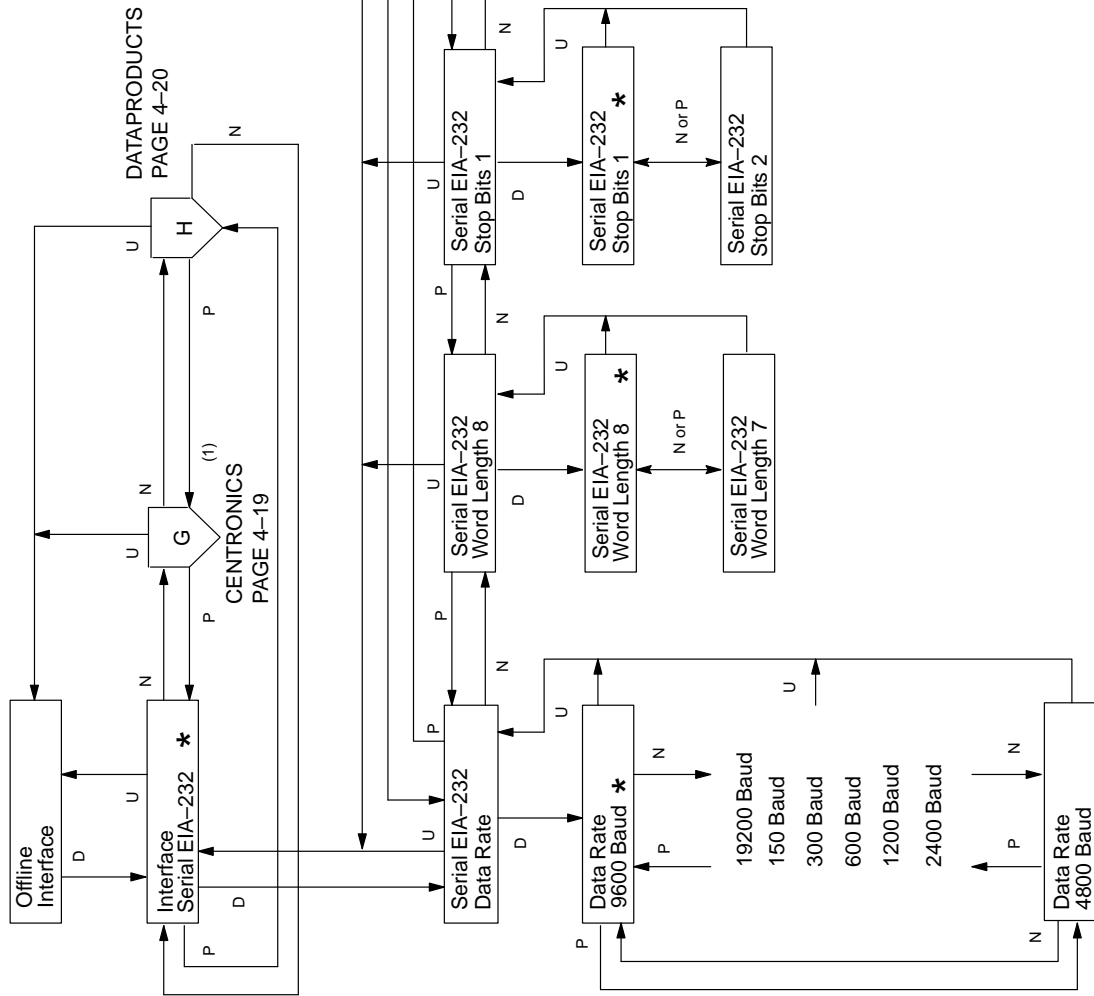 Offline
Interface
D
U
Interface
Serial EIA–232
*
N
P
P
D
U
G
N
P
(1)
CENTRONICS
PAGE 4–19
U
H
N
DATAPRODUCTS
PAGE 4–20
Serial EIA–232
Data Rate
U
P
D
P
N
U
Serial EIA–232
Word Length 8
U
D
P
N
U
Serial EIA–232
Stop Bits 1
U
D
N
U
Data Rate
9600 Baud
*
P
P
N
19200 Baud
150 Baud
300 Baud
600 Baud
1200 Baud
2400 Baud
U
P
N
Data Rate
4800 Baud
N
Serial EIA–232
Word Length 8
*
N or P
Serial EIA–232
Word Length 7
Serial EIA–232
Stop Bits 1
*
N or P
Serial EIA–232
Stop Bits 2